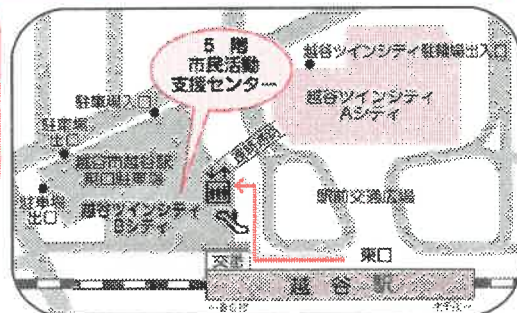 5 階
市民活動
支援センター
越谷ツインシティ駐輪場出入口
越谷ツインシティ
Aシティ
駐車場入口
駐車場
出口
越谷市越谷駅
東口駐車場
駐車場
出口
越谷ツインシティ
Bシティ
駅前交通広場
交番
東口
越谷駅